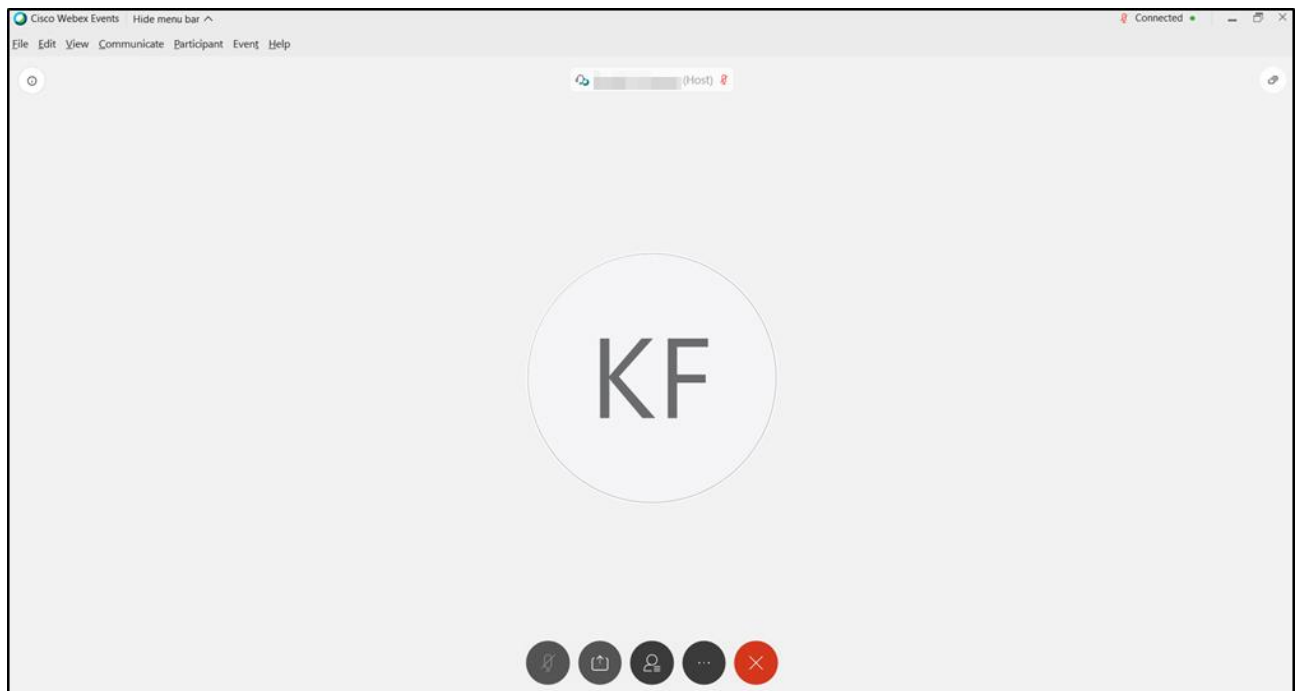 Cisco Webex Events Hide menu bar Connected
File Edit View Communicate Participant Event Help
(Host)
KF